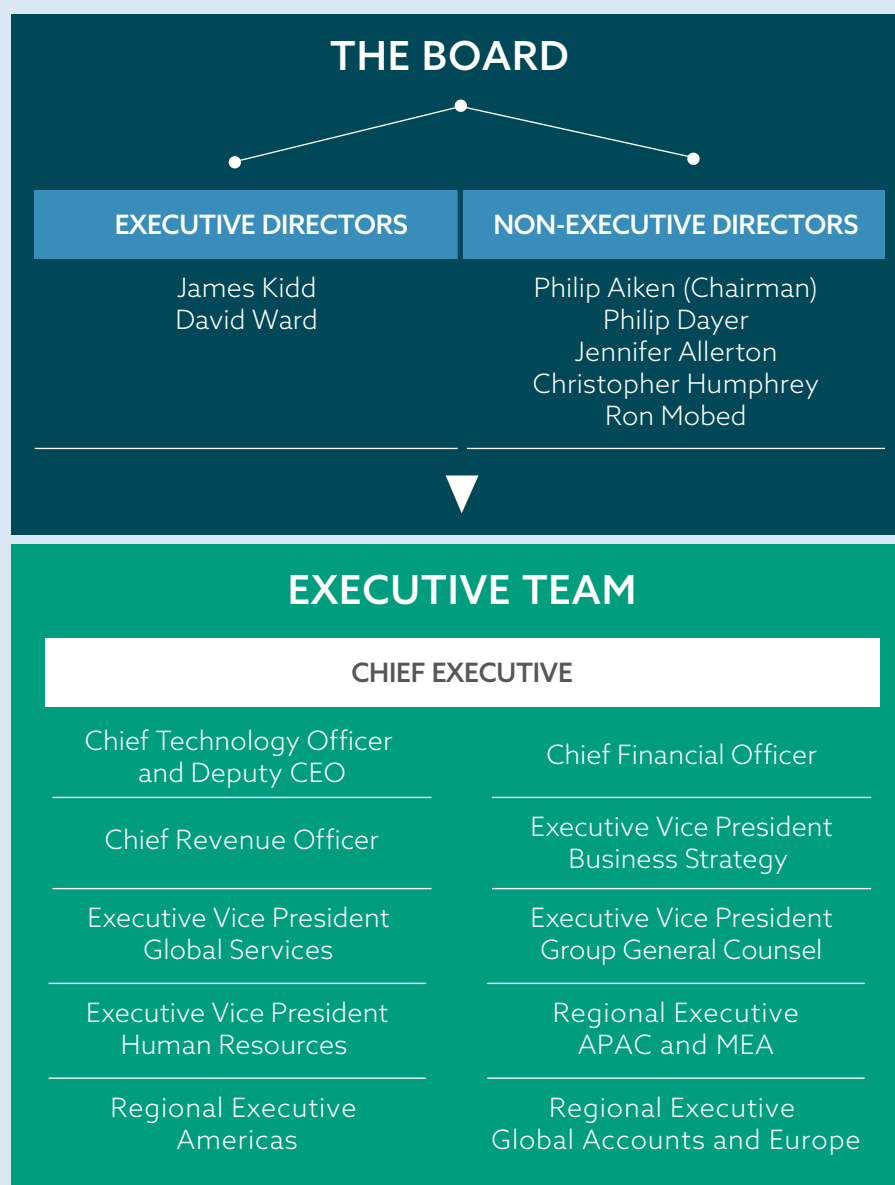 THE BOARD
EXECUTIVE DIRECTORS
James Kidd
David Ward
NON-EXECUTIVE DIRECTORS
Philip Aiken (Chairman)
Philip Dayer
Jennifer Allerton
Christopher Humphrey
Ron Mobed
EXECUTIVE TEAM
CHIEF EXECUTIVE
Chief Technology Officer
and Deputy CEO
Chief Financial Officer
Chief Revenue Officer
Executive Vice President
Business Strategy
Executive Vice President
Global Services
Executive Vice President
Group General Counsel
Executive Vice President
Human Resources
Regional Executive
APAC and MEA
Regional Executive
Americas
Regional Executive
Global Accounts and Europe